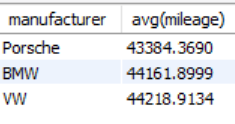 manufacturer avg(mileage)
Porsche 43384.3690
BMW 44161.8999
VW 44218.9134